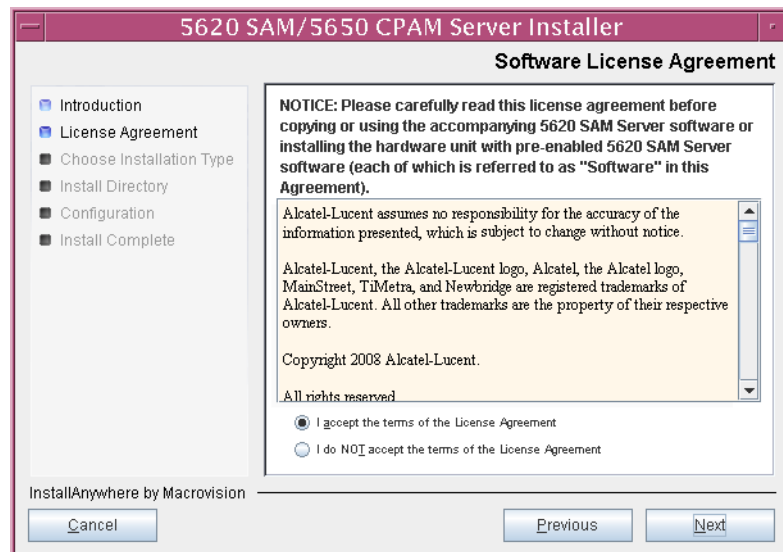 5620 SAM/5650 CPAM Server Installer
Software License Agreement
Introduction
License Agreement
Choose Installation Type
Install Directory
Configuration
Install Complete
NOTICE: Please carefully read this license agreement before
copying or using the accompanying 5620 SAM Server software or
installing the hardware unit with pre-enabled 5620 SAM Server
software (each of which is referred to as "Software" in this
Agreement).
Alcatel-Lucent assumes no responsibility for the accuracy of the
information presented, which is subject to change without notice.
Alcatel-Lucent, the Alcatel-Lucent logo, Alcatel, the Alcatel logo,
MainStreet, TiMetra, and Newbridge are registered trademarks of
Alcatel-Lucent. All other trademarks are the property of their respective
owners.
Copyright 2008 Alcatel-Lucent.
All rights reserved
I accept the terms of the License Agreement
I do NOT accept the terms of the License Agreement
InstallAnywhere by Macrovision
Cancel
Previous
Next